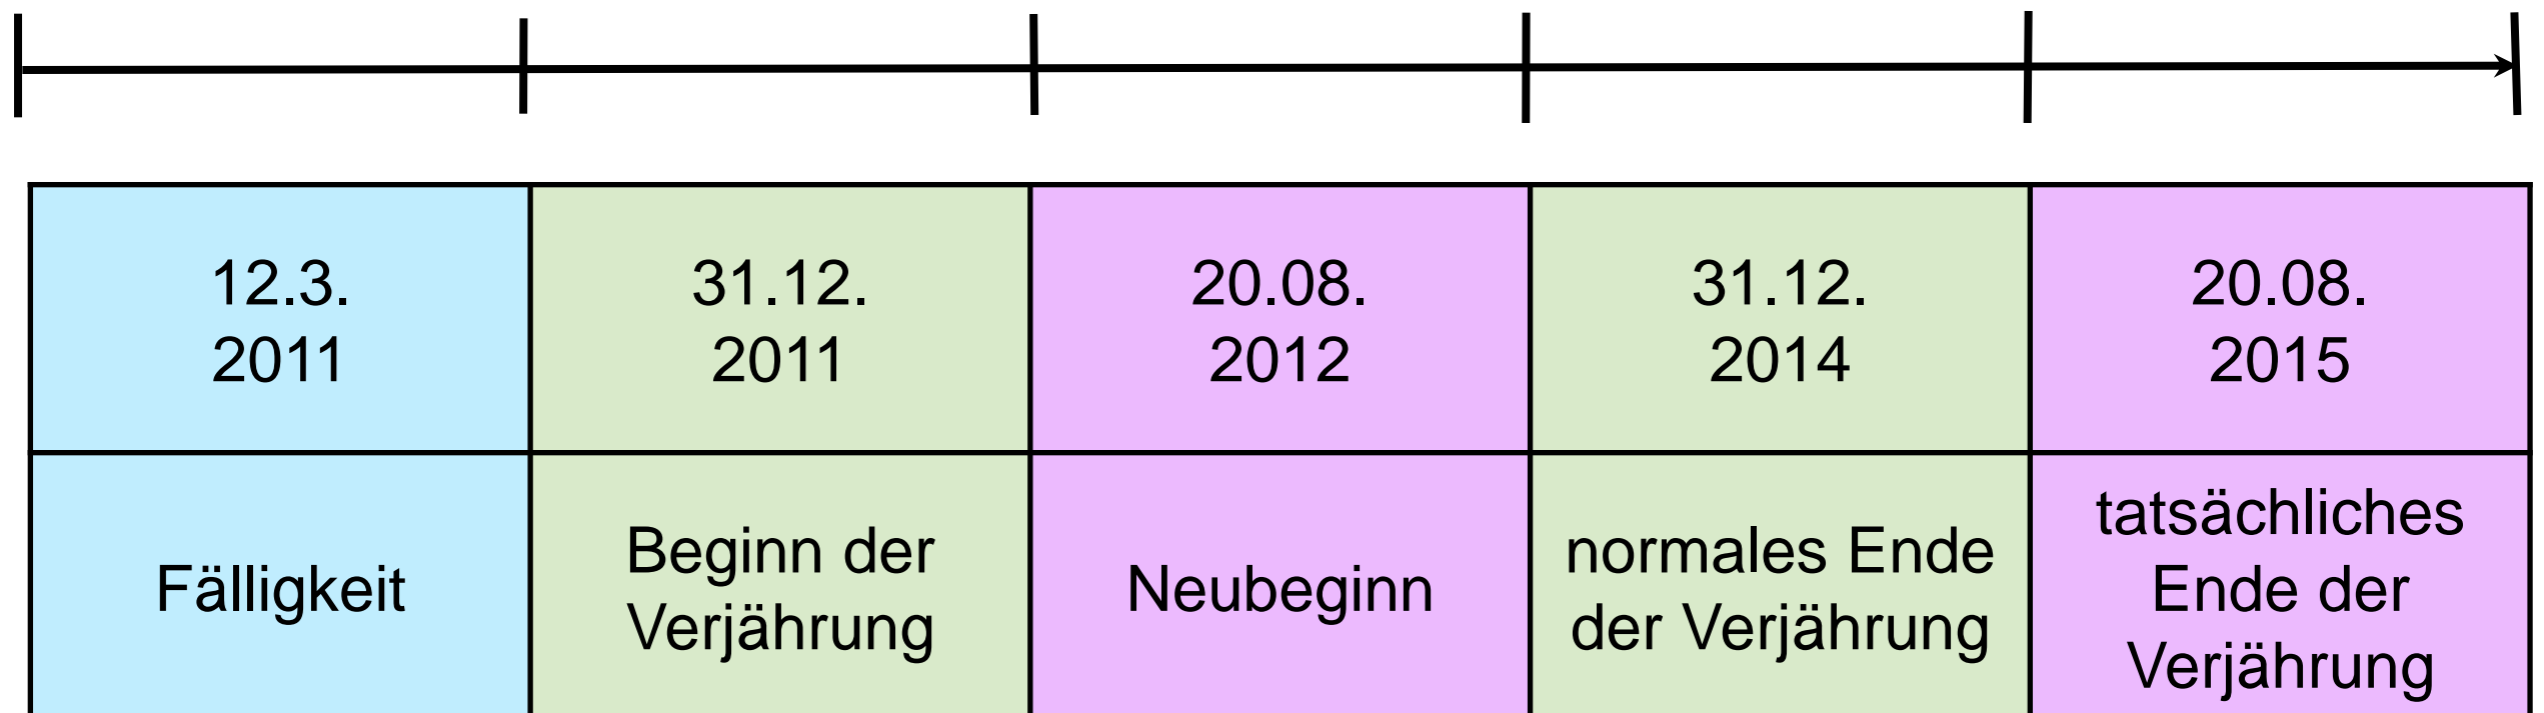 12.3.
2011
31.12.
2011
20.08.
2012
31.12.
2014
20.08.
2015
Fälligkeit
Beginn der
Verjährung
Neubeginn
normales Ende
der Verjährung
tatsächliches
Ende der
Verjährung